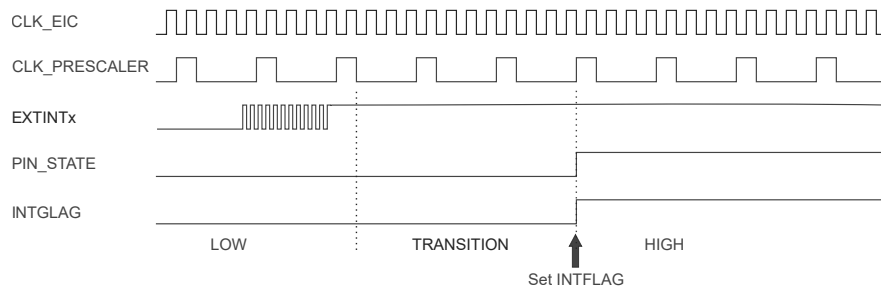 CLK_EIC
CLK_PRESCALER
EXTINTx
PIN_STATE
INTGLAG
LOW TRANSITION HIGH
Set INTFLAG